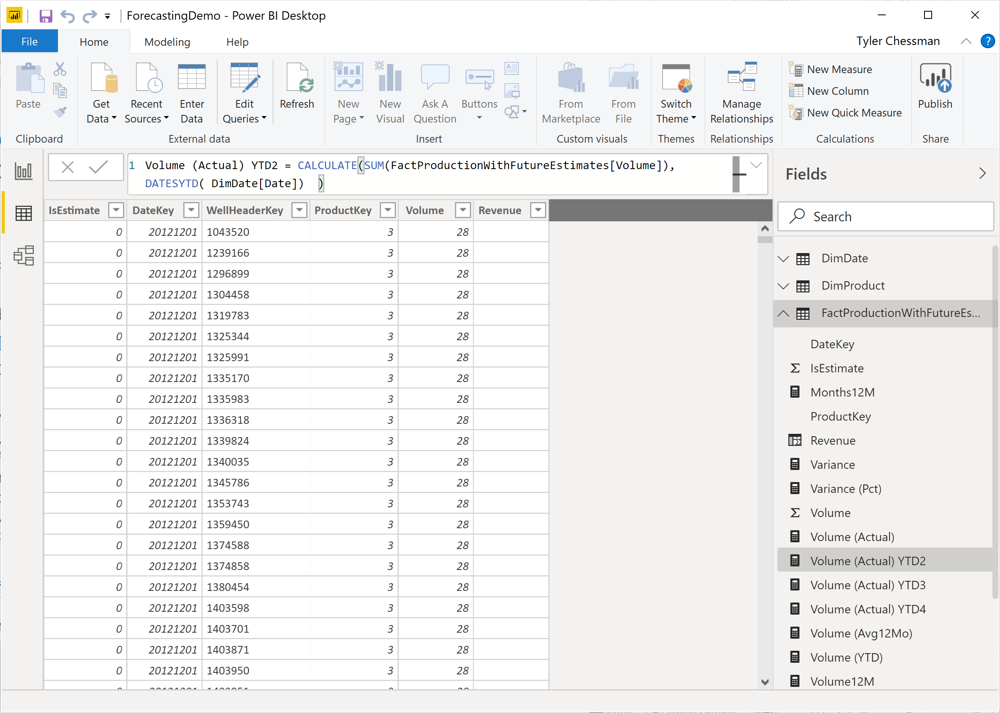 ForecastingDemo - Power BI Desktop
File Home Modeling Help
Tyler Chessman ?
Paste
Get Data
Recent Sources
Enter Data
Edit Queries
Refresh
New Page
New Visual
Ask A Question
Buttons
From Marketplace
From File
Switch Theme
Manage Relationships
New Measure
New Column
New Quick Measure
Publish
Clipboard External data Insert Custom visuals Themes Relationships Calculations Share
1 Volume (Actual) YTD2 = CALCULATE(SUM(FactProductionWithFutureEstimates[Volume]),
DATESYTD( DimDate[Date])  )
IsEstimate DateKey WellHeaderKey ProductKey Volume Revenue
0 20121201 1043520 3 28
0 20121201 1239166 3 28
0 20121201 1296899 3 28
0 20121201 1304458 3 28
0 20121201 1319783 3 28
0 20121201 1325344 3 28
0 20121201 1325991 3 28
0 20121201 1335170 3 28
0 20121201 1335983 3 28
0 20121201 1336318 3 28
0 20121201 1339824 3 28
0 20121201 1340035 3 28
0 20121201 1345786 3 28
0 20121201 1353743 3 28
0 20121201 1359450 3 28
0 20121201 1374588 3 28
0 20121201 1374858 3 28
0 20121201 1380454 3 28
0 20121201 1403598 3 28
0 20121201 1403701 3 28
0 20121201 1403871 3 28
0 20121201 1403950 3 28
Fields
Search
DimDate
DimProduct
FactProductionWithFutureEs...
DateKey
Σ IsEstimate
Months12M
ProductKey
Revenue
Variance
Variance (Pct)
Σ Volume
Volume (Actual)
Volume (Actual) YTD2
Volume (Actual) YTD3
Volume (Actual) YTD4
Volume (Avg12Mo)
Volume (YTD)
Volume12M